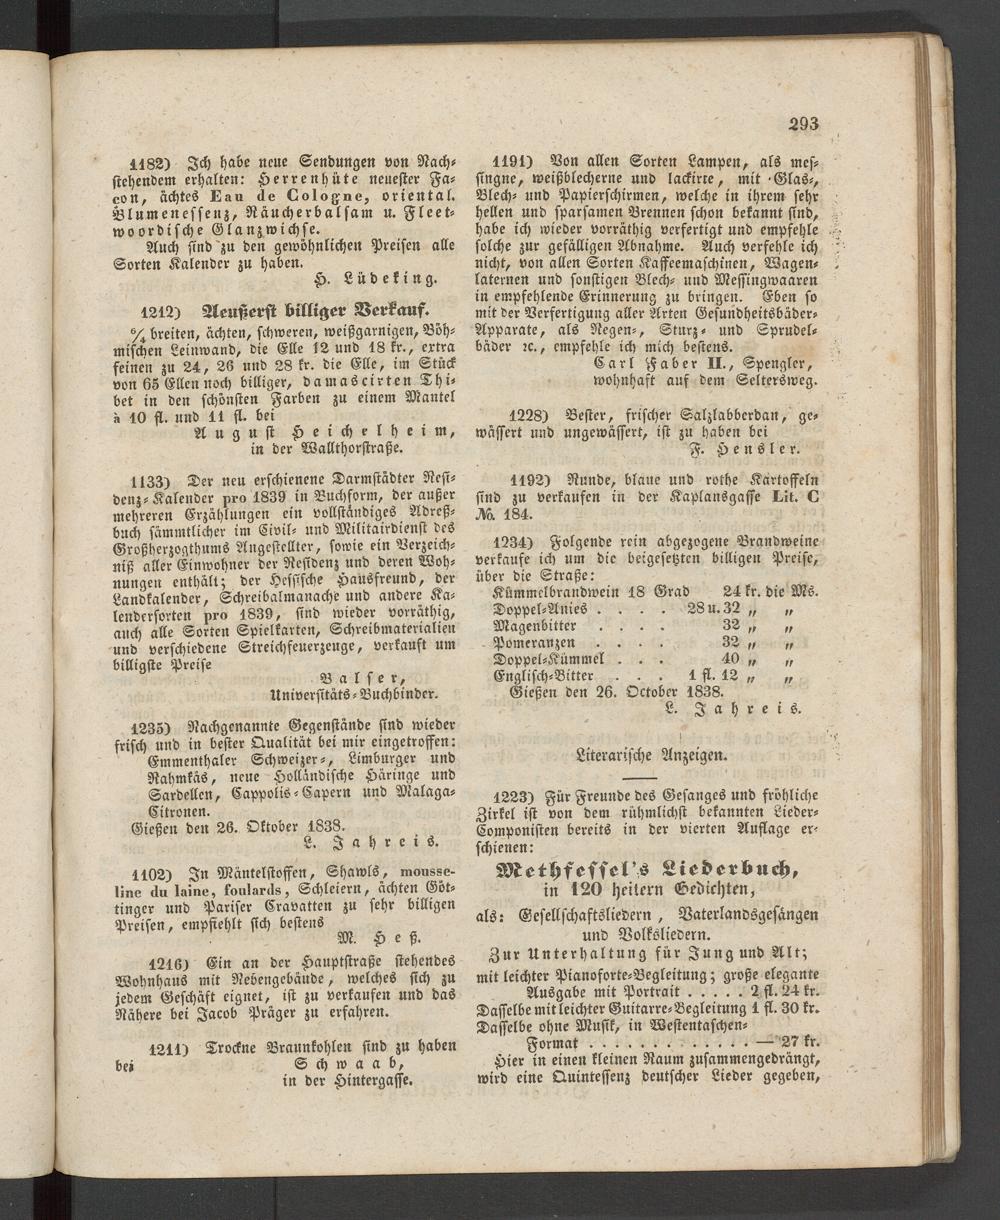 293
1182) Ich habe neue Sendungen von Nach-
stehendem erhalten: Herrenhüte neuester Fa-
con, ächtes Eau de Cologne, oriental.
Blumenessenz, Räucherbalsam u. Fleet-
woordische Glanzwichse.
Auch sind zu den gewöhnlichen Preisen alle
Sorten Kalender zu haben.
H. Lüdeking.
1212) Aeußerst billiger Verkauf.
6/4 breiten, ächten, schweren, weißgarnigen, Böh-
mischen Leinwand, die Elle 12 und 18 kr., extra
feinen zu 24, 26 und 28 kr. die Elle, im Stück
von 65 Ellen noch billiger, damascirten Thi-
bet in den schönsten Farben zu einem Mantel
à 10 fl. und 11 fl. bei
August Heichelheim,
in der Wallthorstraße.
1133) Der neu erschienene Darmstädter Resi-
denz-Kalender pro 1839 in Buchform, der außer
mehreren Erzählungen ein vollständiges Adreß-
buch sämmtlicher im Civil- und Militairdienst des
Großherzogthums Angestellter, sowie ein Verzeich-
niß aller Einwohner der Residenz und deren Woh-
nungen enthält; der Hessische Hausfreund, der
Landkalender, Schreibalmanache und andere Ka-
lendersorten pro 1839, sind wieder vorräthig,
auch alle Sorten Spielkarten, Schreibmaterialien
und verschiedene Streichfeuerzeuge, verkauft um
billigste Preise
Balser,
Universitäts-Buchbinder.
1235) Nachgenannte Gegenstände sind wieder
frisch und in bester Qualität bei mir eingetroffen:
Emmenthaler Schweizer-, Limburger und
Rahmkäs, neue Holländische Häringe und
Sardellen, Cappolis-Capern und Malaga-
Citronen.
Gießen den 26. Oktober 1838.
L. Jahreis.
1102) In Mäntelstoffen, Shawls, mousse-
line du laine, foulards, Schleiern, ächten Göt-
tinger und Pariser Cravatten zu sehr billigen
Preisen, empfiehlt sich bestens
M. Heß.
1216) Ein an der Hauptstraße stehendes
Wohnhaus mit Nebengebäude, welches sich zu
jedem Geschäft eignet, ist zu verkaufen und das
Nähere bei Jacob Präger zu erfahren.
1211) Trockne Braunkohlen sind zu haben
bei Schwaab,
in der Hintergasse.
1191) Von allen Sorten Lampen, als mes-
singne, weißblecherne und lackirte, mit Glas-,
Blech- und Papierschirmen, welche in ihrem sehr
hellen und sparsamen Brennen schon bekannt sind,
habe ich wieder vorräthig verfertigt und empfehle
solche zur gefälligen Abnahme. Auch verfehle ich
nicht, von allen Sorten Kaffeemaschinen, Wagen-
laternen und sonstigen Blech- und Messingwaaren
in empfehlende Erinnerung zu bringen. Eben so
mit der Verfertigung aller Arten Gesundheitsbäder-
Apparate, als Regen-, Sturz- und Sprudel-
bäder ꝛc., empfehle ich mich bestens.
Carl Faber II., Spengler,
wohnhaft auf dem Seltersweg.
1228) Bester, frischer Salzlabberdan, ge-
wässert und ungewässert, ist zu haben bei
F. Hensler.
1192) Runde, blaue und rothe Kartoffeln
sind zu verkaufen in der Kaplansgasse Lit. C
No. 184.
1234) Folgende rein abgezogene Brandweine
verkaufe ich um die beigesetzten billigen Preise,
über die Straße:
Kümmelbrandwein 18 Grad 24 kr. die Ms.
Doppel-Anies . . . . 28 u. 32 „ „
Magenbitter . . . . 32 „ „
Pomeranzen . . . . 32 „ „
Doppel-Kümmel . . . 40 „ „
Englisch-Bitter . . . 1 fl. 12 „ „
Gießen den 26. October 1838.
L. Jahreis.
Literarische Anzeigen.
1223) Für Freunde des Gesanges und fröhliche
Zirkel ist von dem rühmlichst bekannten Lieder-
Componisten bereits in der vierten Auflage er-
schienen:
Methfessel's Liederbuch,
in 120 heitern Gedichten,
als: Gesellschaftsliedern, Vaterlandsgesängen
und Volksliedern.
Zur Unterhaltung für Jung und Alt;
mit leichter Pianoforte-Begleitung; große elegante
Ausgabe mit Portrait . . . . . 2 fl. 24 kr.
Dasselbe mit leichter Guitarre-Begleitung 1 fl. 30 kr.
Dasselbe ohne Musik, in Westentaschen-
Format . . . . . . . . . . . . — 27 kr.
Hier in einen kleinen Raum zusammengedrängt,
wird eine Quintessenz deutscher Lieder gegeben,